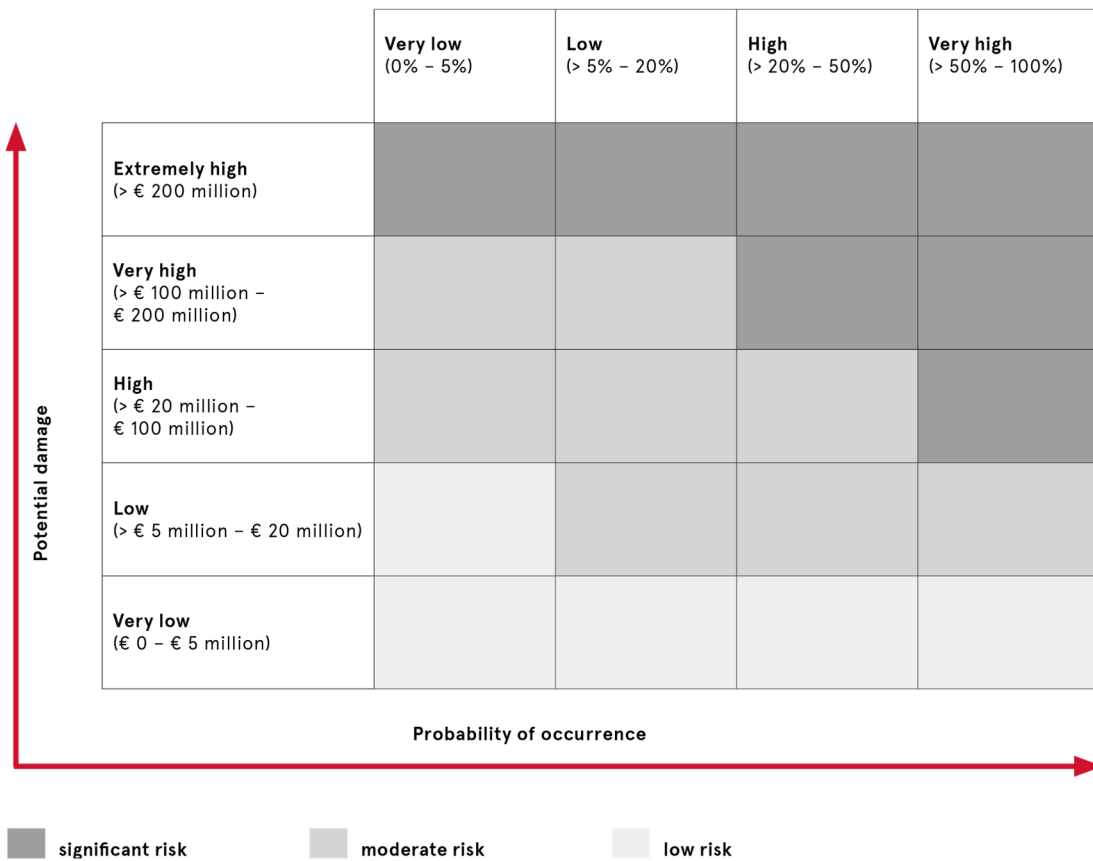 Very low
(0% – 5%)
Low
(> 5% – 20%)
High
(> 20% – 50%)
Very high
(> 50% – 100%)
Extremely high
(> € 200 million)
Very high
(> € 100 million –
€ 200 million)
High
(> € 20 million –
€ 100 million)
Low
(> € 5 million – € 20 million)
Very low
(€ 0 – € 5 million)
Potential damage
Probability of occurrence
significant risk
moderate risk
low risk